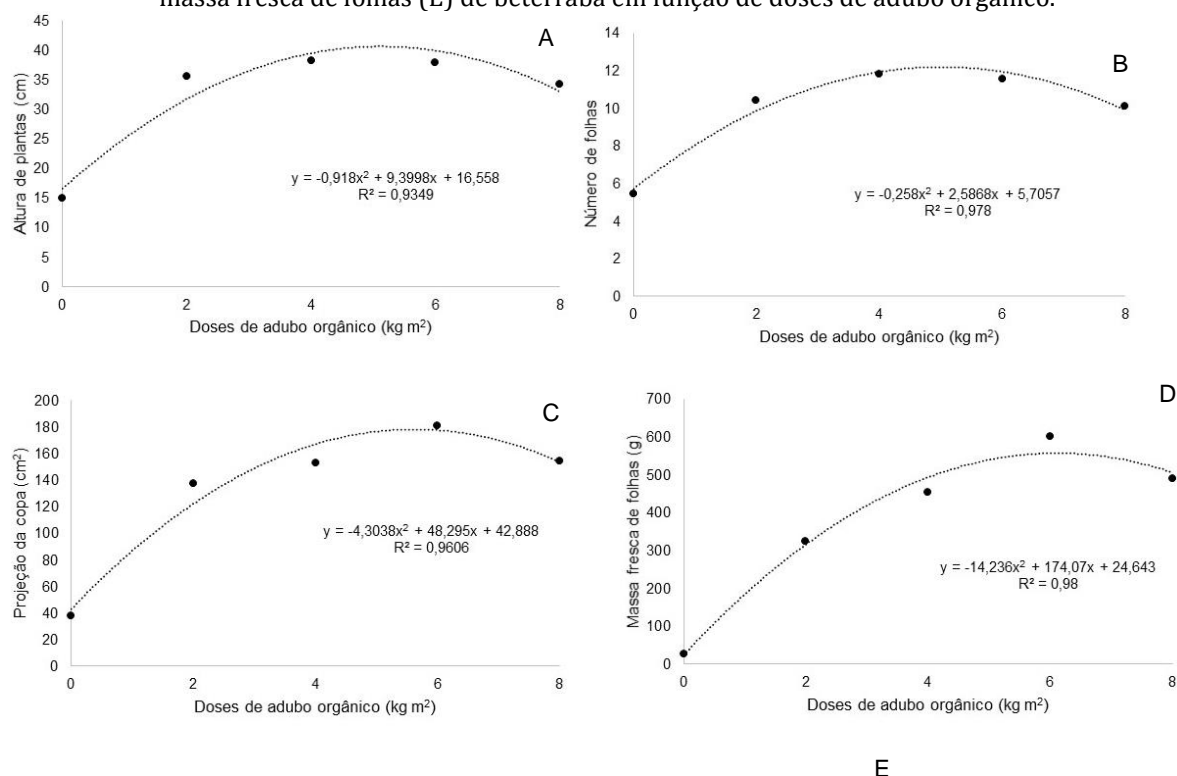 massa fresca de folhas (E) de beterraba em função de doses de adubo orgânico.
45
40
35
30
25
20
15
10
5
0
Altura de plantas (cm)
A
y = -0,918x² + 9,3998x + 16,558
R² = 0,9349
0 2 4 6 8
Doses de adubo orgânico (kg m²)
14
12
10
8
6
4
2
0
Número de folhas
B
y = -0,258x² + 2,5868x + 5,7057
R² = 0,978
0 2 4 6 8
Doses de adubo orgânico (kg m²)
200
180
160
140
120
100
80
60
40
20
0
Projeção da copa (cm²)
C
y = -4,3038x² + 48,295x + 42,888
R² = 0,9606
0 2 4 6 8
Doses de adubo orgânico (kg m²)
700
600
500
400
300
200
100
0
Massa fresca de folhas (g)
D
y = -14,236x² + 174,07x + 24,643
R² = 0,98
0 2 4 6 8
Doses de adubo orgânico (kg m²)
E